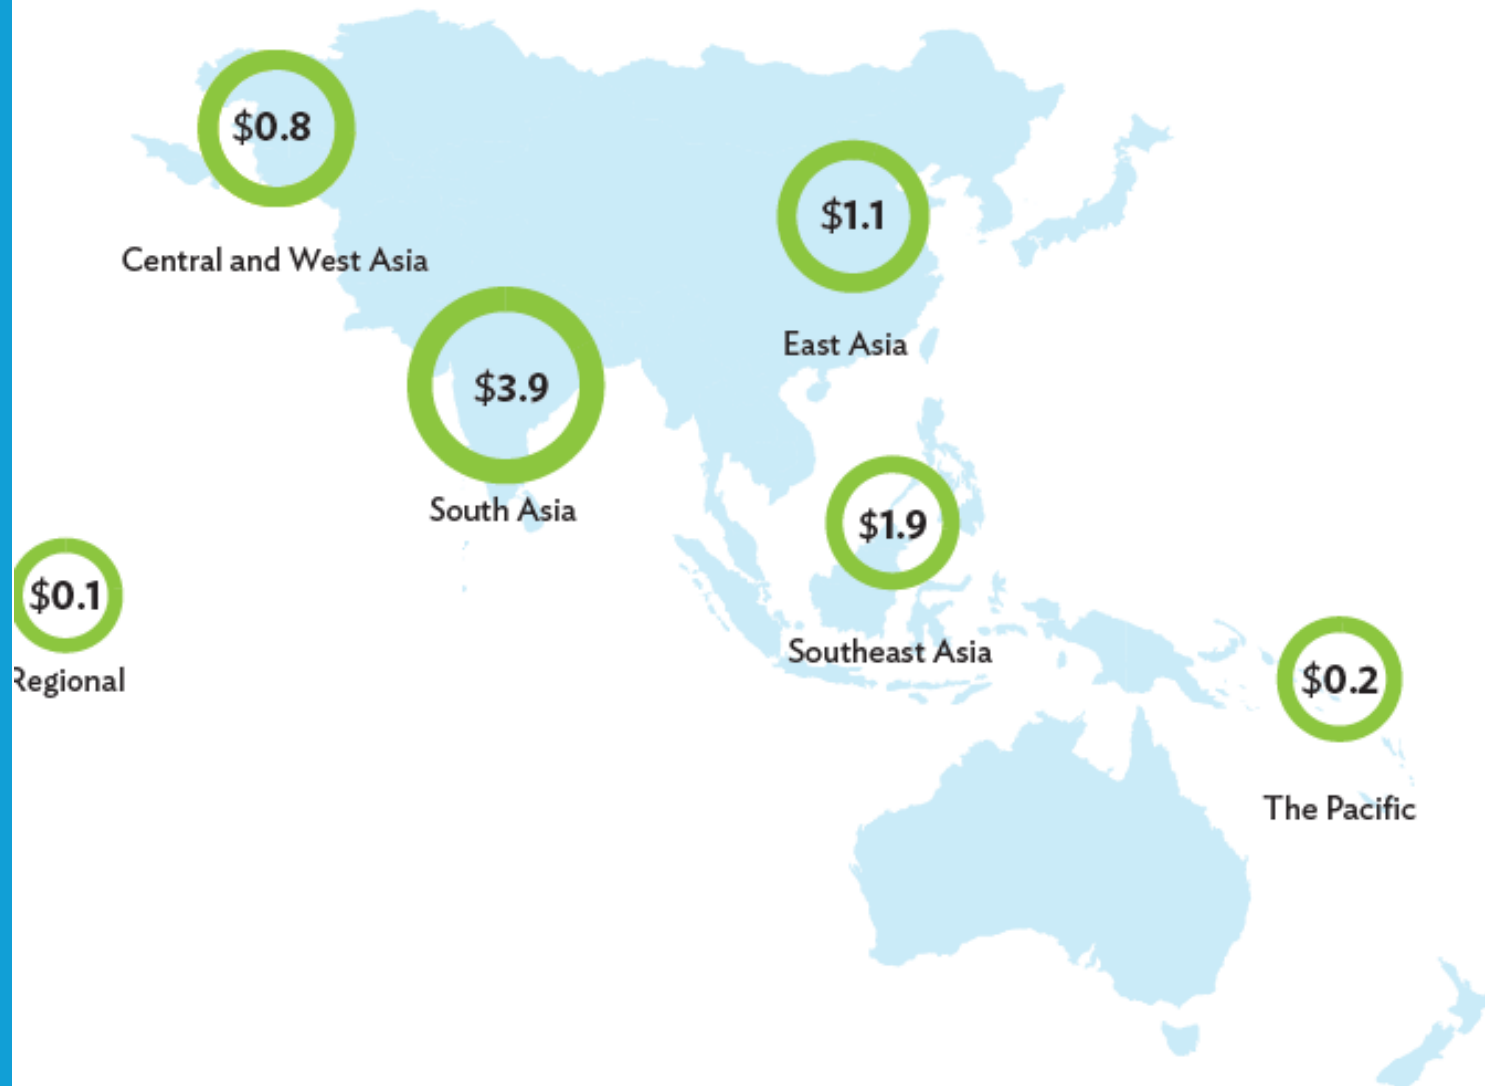 $0.8
Central and West Asia
$1.1
East Asia
$3.9
South Asia
$1.9
Southeast Asia
$0.1
Regional
$0.2
The Pacific